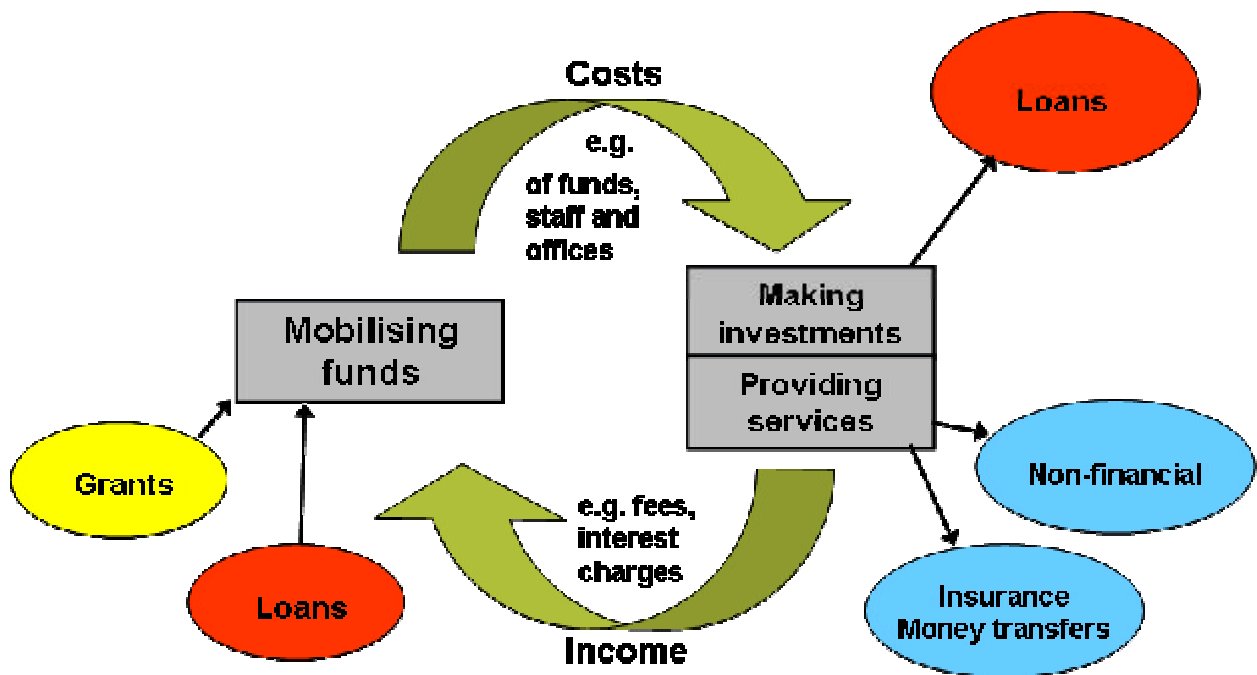 Costs
e.g.
of funds,
staff and
offices
Loans
Making
investments
Providing
services
Mobilising
funds
Grants
Loans
Non-financial
Insurance
Money transfers
e.g. fees,
interest
charges
Income